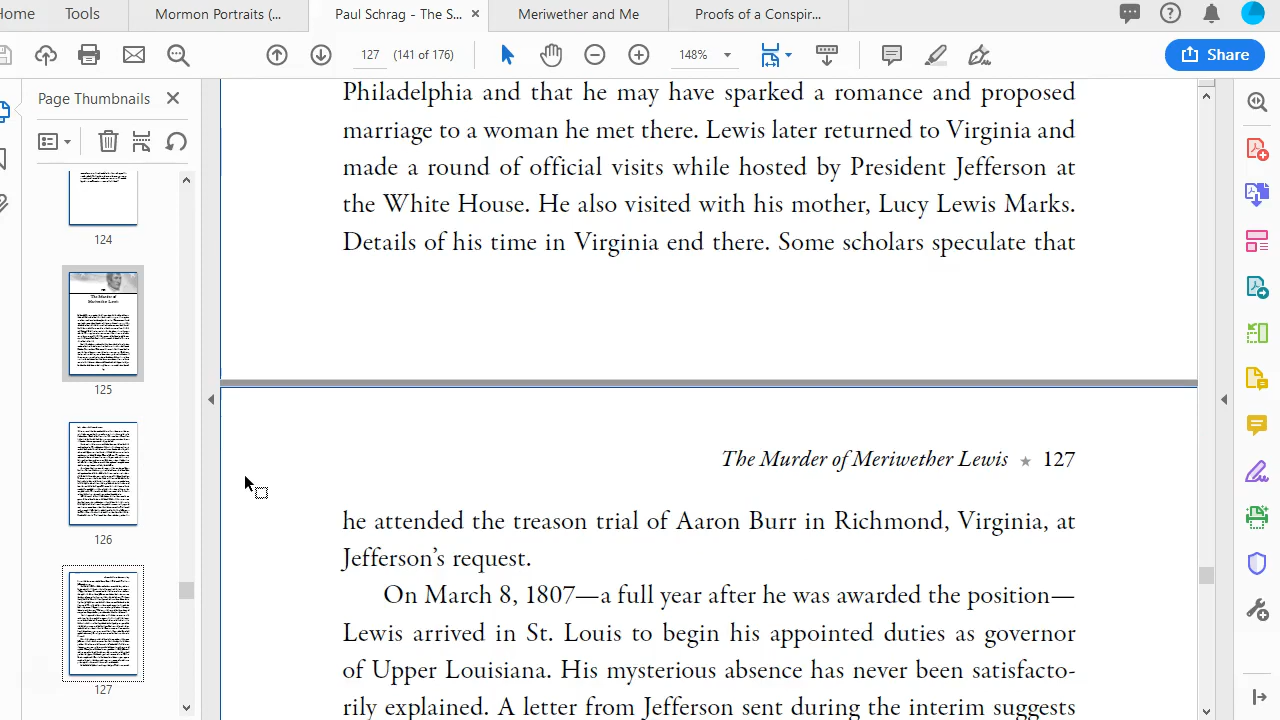 Home
Tools
Mormon Portraits (...
Paul Schrag - The S...
Meriwether and Me
Proofs of a Conspir...
127
(141 of 176)
148%
Share
Page Thumbnails
124
The Murder of
Meriwether Lewis
125
126
127
Philadelphia and that he may have sparked a romance and proposed
marriage to a woman he met there. Lewis later returned to Virginia and
made a round of official visits while hosted by President Jefferson at
the White House. He also visited with his mother, Lucy Lewis Marks.
Details of his time in Virginia end there. Some scholars speculate that
The Murder of Meriwether Lewis ★ 127
he attended the treason trial of Aaron Burr in Richmond, Virginia, at
Jefferson’s request.
On March 8, 1807—a full year after he was awarded the position—
Lewis arrived in St. Louis to begin his appointed duties as governor
of Upper Louisiana. His mysterious absence has never been satisfacto-
rily explained. A letter from Jefferson sent during the interim suggests